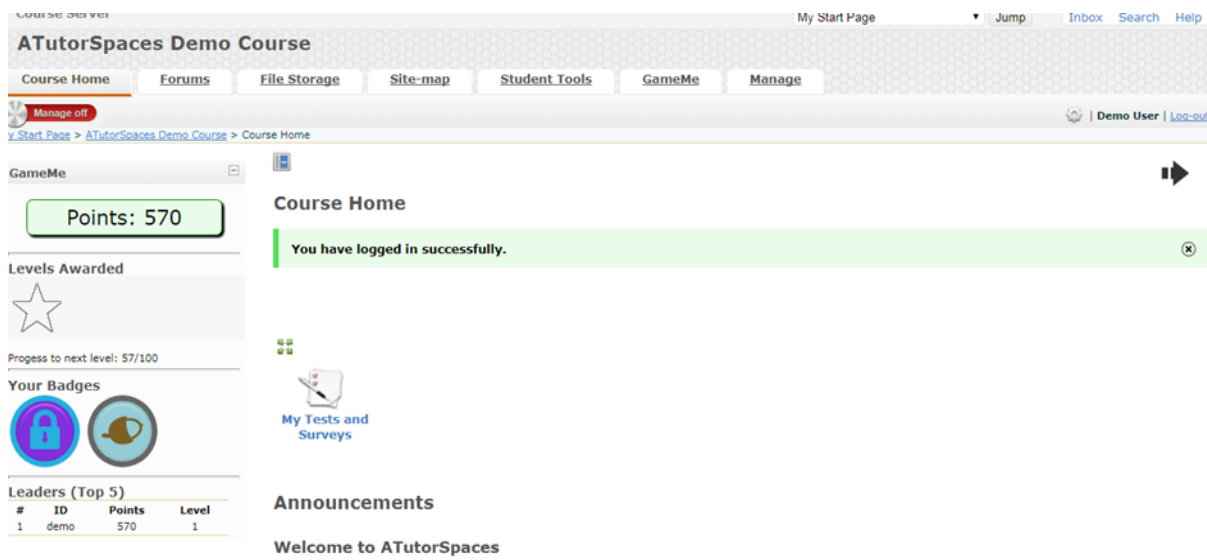 Course Server
My Start Page Jump Inbox Search Help
ATutorSpaces Demo Course
Course Home Forums File Storage Site-map Student Tools GameMe Manage
Manage off
| Demo User | Log-out
y Start Page > ATutorSpaces Demo Course > Course Home
GameMe
Points: 570
Levels Awarded
Progess to next level: 57/100
Your Badges
Leaders (Top 5)
# ID Points Level
1 demo 570 1
Course Home
You have logged in successfully.
My Tests and
Surveys
Announcements
Welcome to ATutorSpaces